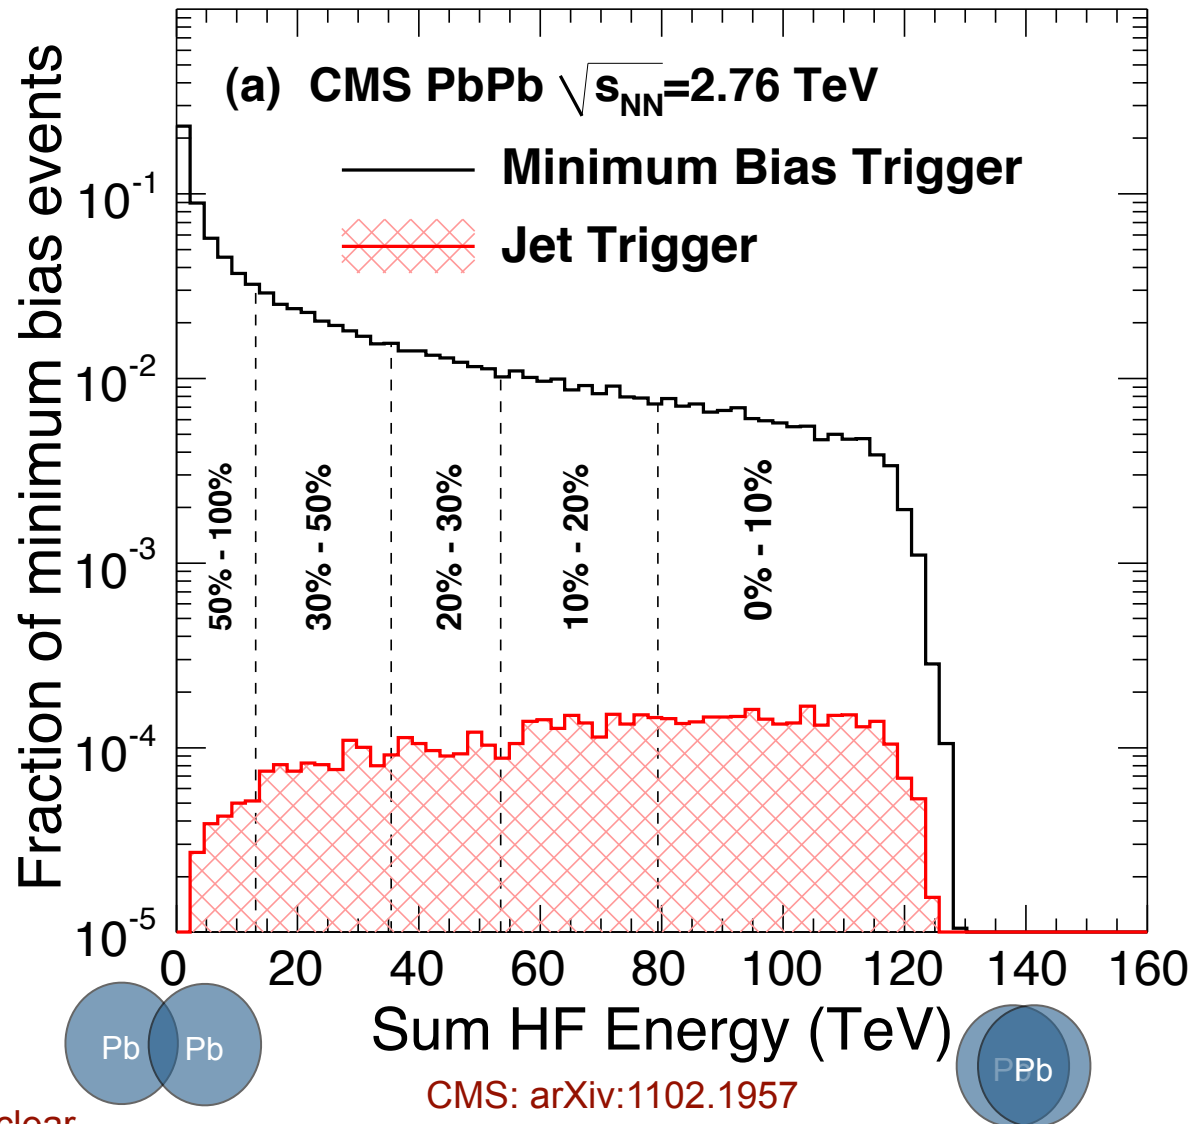 (a) CMS PbPb √sNN=2.76 TeV
Minimum Bias Trigger
Jet Trigger
Fraction of minimum bias events
10-1
10-2
10-3
10-4
10-5
50% - 100%
30% - 50%
20% - 30%
10% - 20%
0% - 10%
0 20 40 60 80 100 120 140 160
Sum HF Energy (TeV)
Pb Pb
Pb
CMS: arXiv:1102.1957